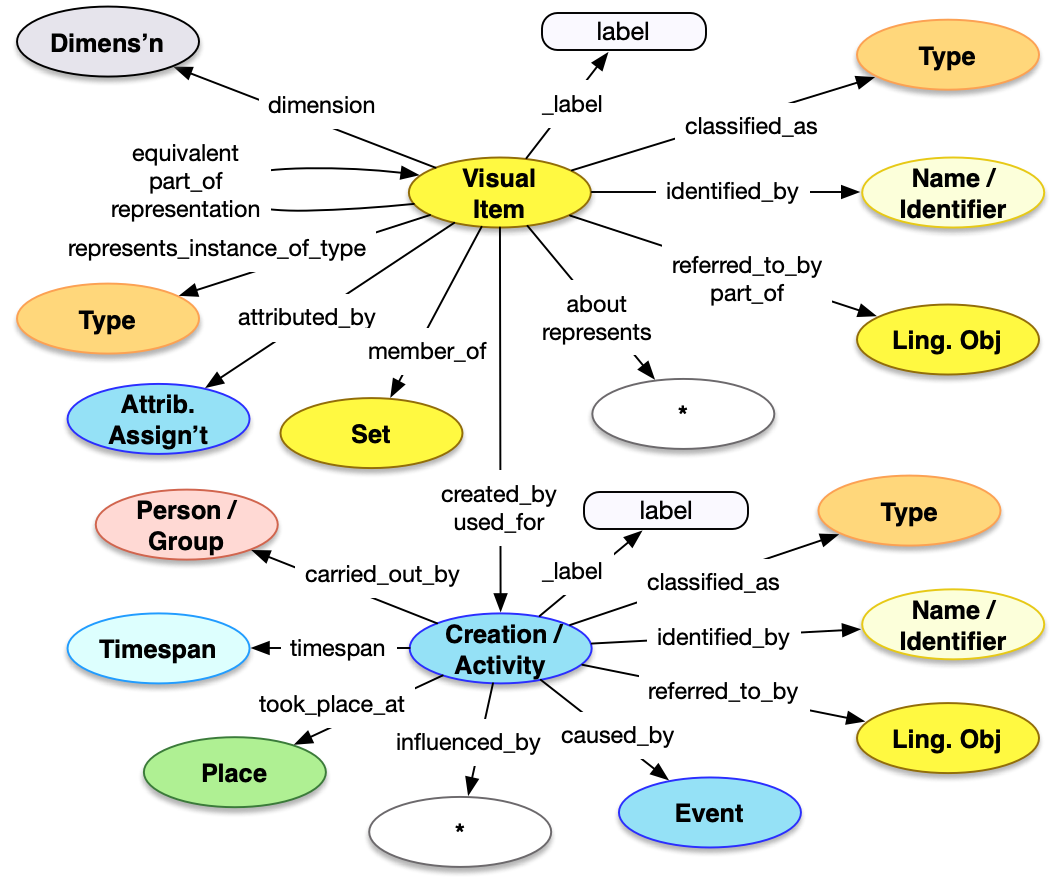 Dimens’n
label
Type
dimension
_label
classified_as
equivalent
part_of
representation
Visual
Item
identified_by
Name /
Identifier
represents_instance_of_type
referred_to_by
part_of
Type
attributed_by
about
represents
Ling. Obj
member_of
Attrib.
Assign’t
Set
*
created_by
used_for
label
Type
Person /
Group
carried_out_by
_label
classified_as
Timespan
timespan
Creation /
Activity
identified_by
Name /
Identifier
took_place_at
referred_to_by
influenced_by
caused_by
Ling. Obj
Place
*
Event